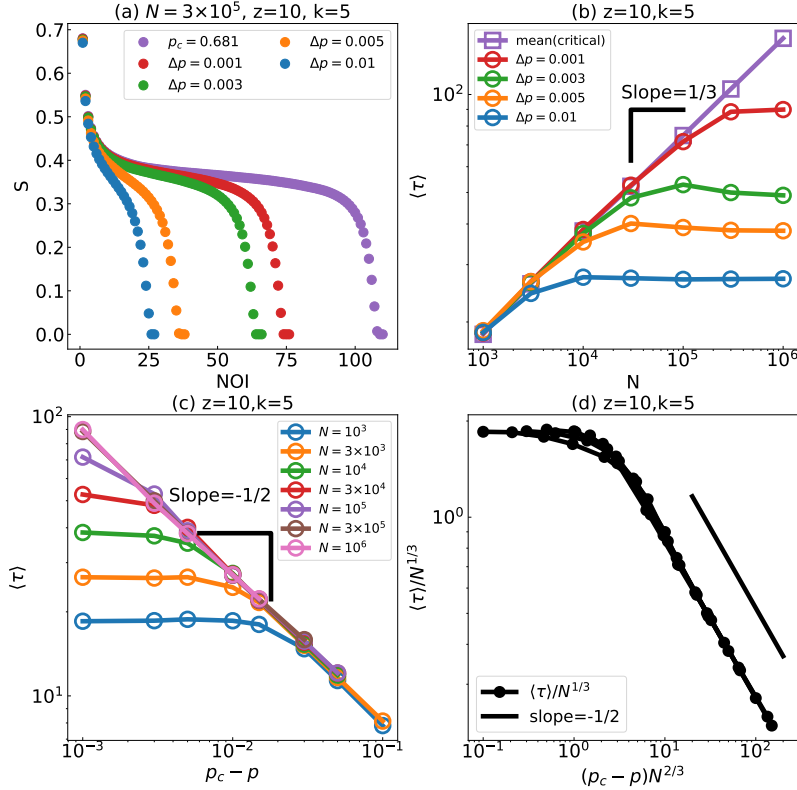 (a) N = 3×10⁵, z=10, k=5
p_c = 0.681
Δp = 0.001
Δp = 0.003
Δp = 0.005
Δp = 0.01
S
0.7
0.6
0.5
0.4
0.3
0.2
0.1
0.0
0 25 50 75 100
NOI
(b) z=10,k=5
mean(critical)
Δp = 0.001
Δp = 0.003
Δp = 0.005
Δp = 0.01
Slope=1/3
⟨τ⟩
10²
10³ 10⁴ 10⁵ 10⁶
N
(c) z=10,k=5
N = 10³
N = 3×10³
N = 10⁴
N = 3×10⁴
N = 10⁵
N = 3×10⁵
N = 10⁶
Slope=-1/2
⟨τ⟩
10²
10¹
10⁻³ 10⁻² 10⁻¹
p_c − p
(d) z=10,k=5
⟨τ⟩/N^{1/3}
10⁰
⟨τ⟩/N^{1/3}
slope=-1/2
10⁻¹ 10⁰ 10¹ 10²
(p_c − p)N^{2/3}